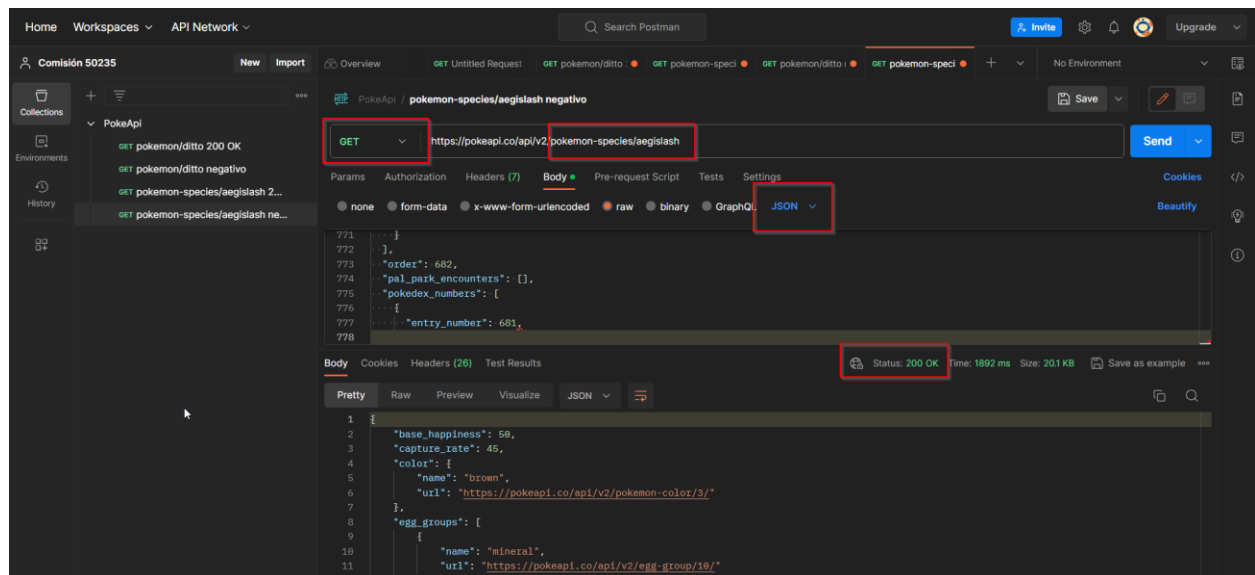 Home Workspaces API Network Search Postman Invite Upgrade
Comisión 50235 New Import Overview GET Untitled Request GET pokemon/ditto : GET pokemon-speci GET pokemon/ditto GET pokemon-speci No Environment
Collections
Environments
History
PokeApi
GET pokemon/ditto 200 OK
GET pokemon/ditto negativo
GET pokemon-species/aegislash 2...
GET pokemon-species/aegislash ne...
HTTP PokeApi / pokemon-species/aegislash negativo Save
GET https://pokeapi.co/api/v2/pokemon-species/aegislash Send
Params Authorization Headers (7) Body Pre-request Script Tests Settings Cookies
none form-data x-www-form-urlencoded raw binary GraphQL JSON Beautify
771 }
772 ],
773 "order": 682,
774 "pal_park_encounters": [],
775 "pokedex_numbers": [
776 {
777 "entry_number": 681,
778
Body Cookies Headers (26) Test Results Status: 200 OK Time: 1892 ms Size: 20.1 KB Save as example
Pretty Raw Preview Visualize JSON
1 {
2 "base_happiness": 50,
3 "capture_rate": 45,
4 "color": {
5 "name": "brown",
6 "url": "https://pokeapi.co/api/v2/pokemon-color/3/"
7 },
8 "egg_groups": [
9 {
10 "name": "mineral",
11 "url": "https://pokeapi.co/api/v2/egg-group/10/"